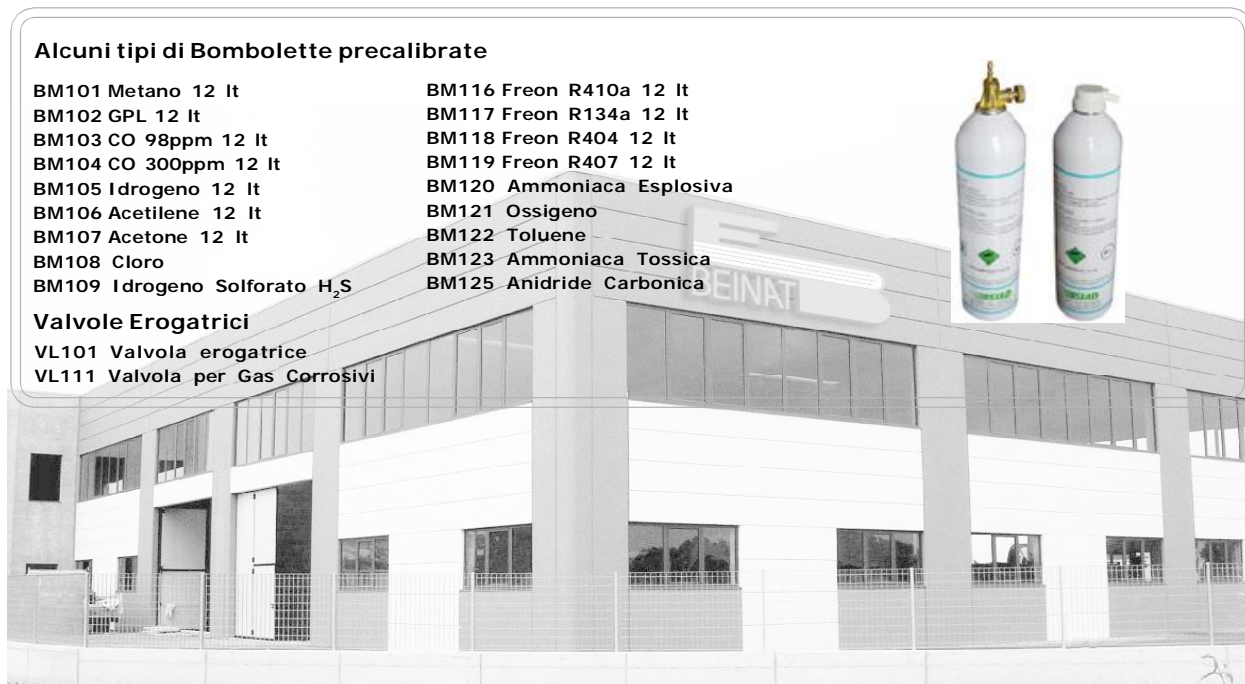 Alcuni tipi di Bombolette precalibrate
BM101 Metano 12 lt
BM102 GPL 12 lt
BM103 CO 98ppm 12 lt
BM104 CO 300ppm 12 lt
BM105 Idrogeno 12 lt
BM106 Acetilene 12 lt
BM107 Acetone 12 lt
BM108 Cloro
BM109 Idrogeno Solforato H₂S
BM116 Freon R410a 12 lt
BM117 Freon R134a 12 lt
BM118 Freon R404 12 lt
BM119 Freon R407 12 lt
BM120 Ammoniaca Esplosiva
BM121 Ossigeno
BM122 Toluene
BM123 Ammoniaca Tossica
BM125 Anidride Carbonica
Valvole Erogatrici
VL101 Valvola erogatrice
VL111 Valvola per Gas Corrosivi
BEINAT